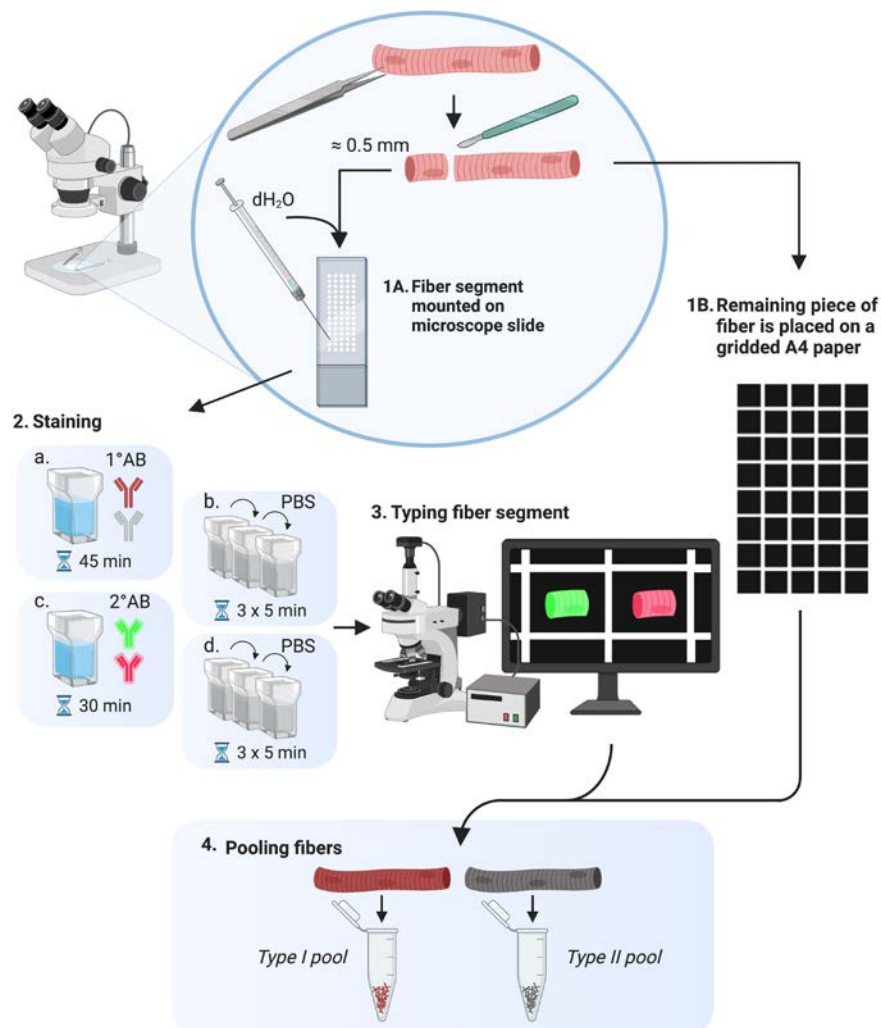 ≈ 0.5 mm
dH₂O
1A. Fiber segment
mounted on
microscope slide
1B. Remaining piece of
fiber is placed on a
gridded A4 paper
2. Staining
a.
1°AB
45 min
b.
PBS
3 x 5 min
c.
2°AB
30 min
d.
PBS
3 x 5 min
3. Typing fiber segment
4. Pooling fibers
Type I pool
Type II pool